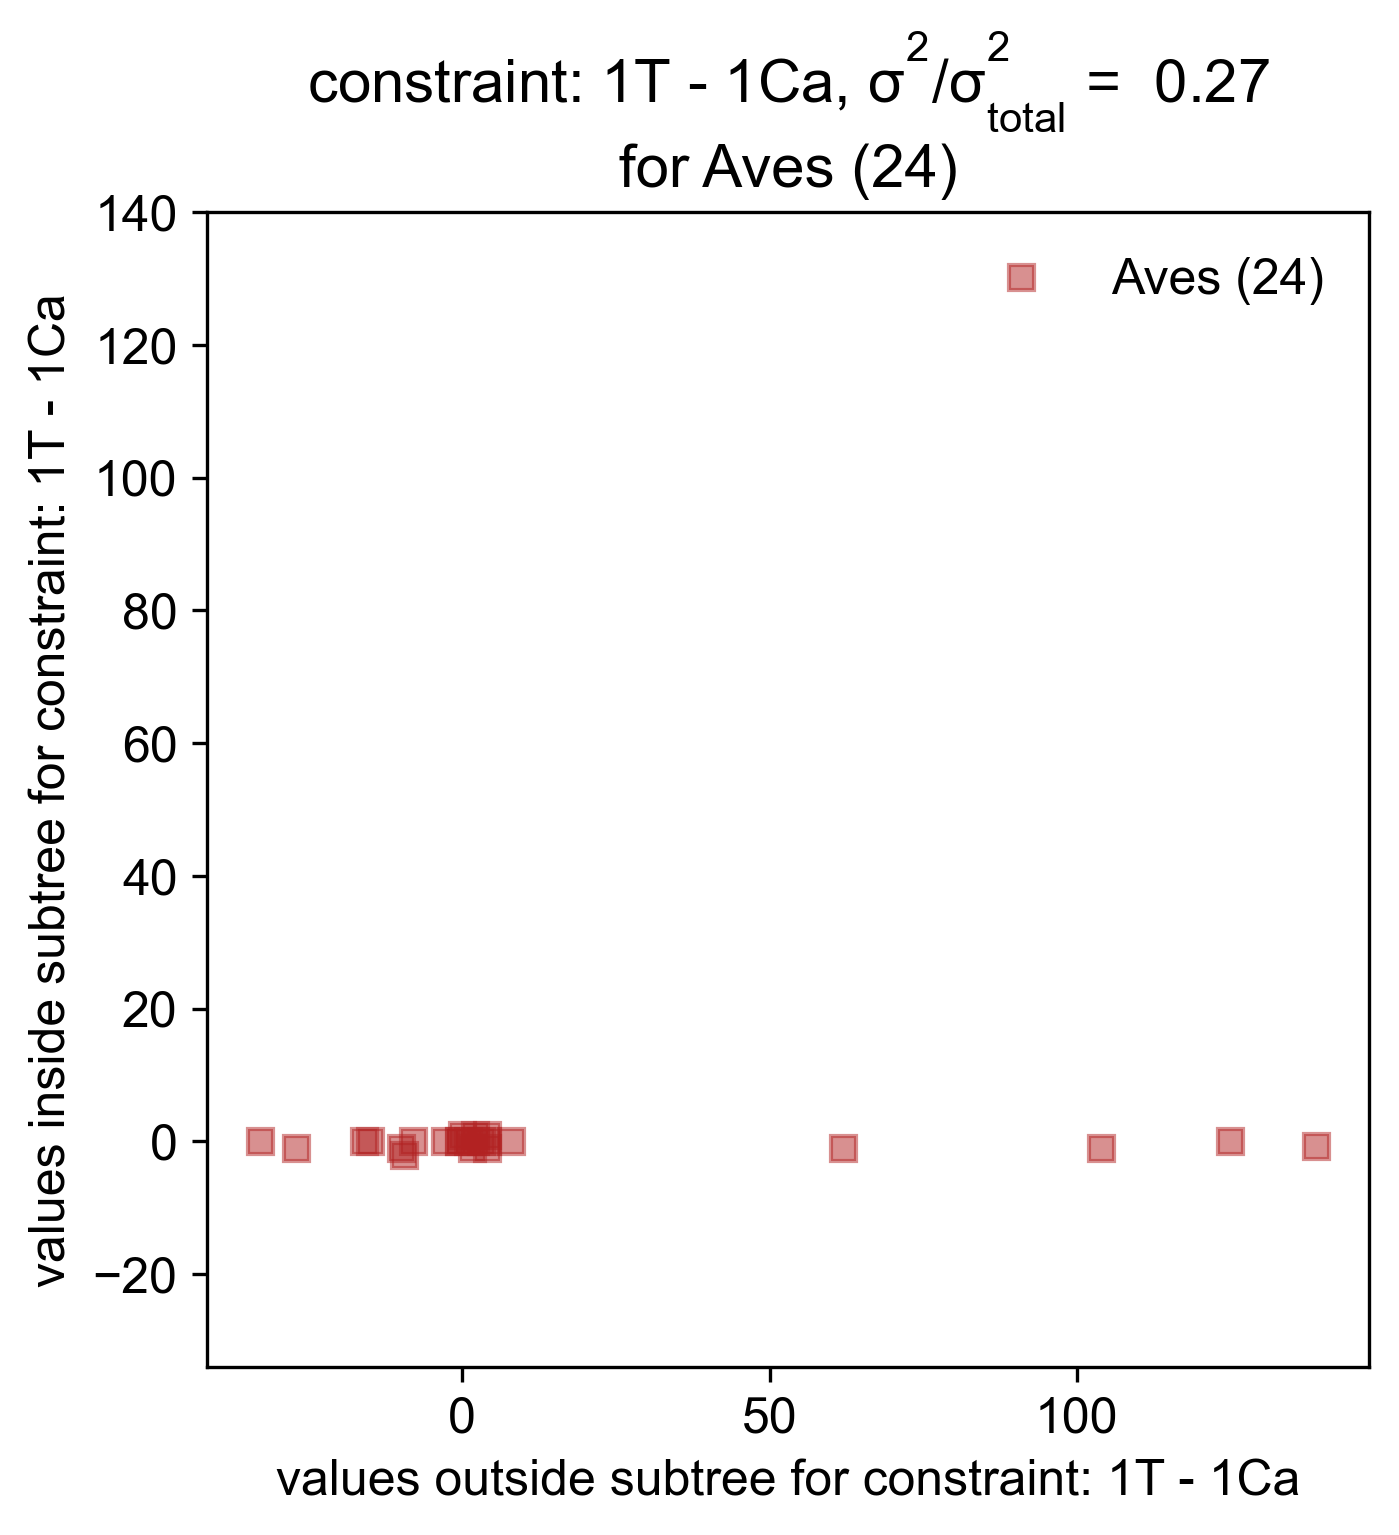 constraint: 1T - 1Ca, σ²/σ²total = 0.27
for Aves (24)
Aves (24)
140
120
100
80
60
40
20
0
−20
values inside subtree for constraint: 1T - 1Ca
0 50 100
values outside subtree for constraint: 1T - 1Ca